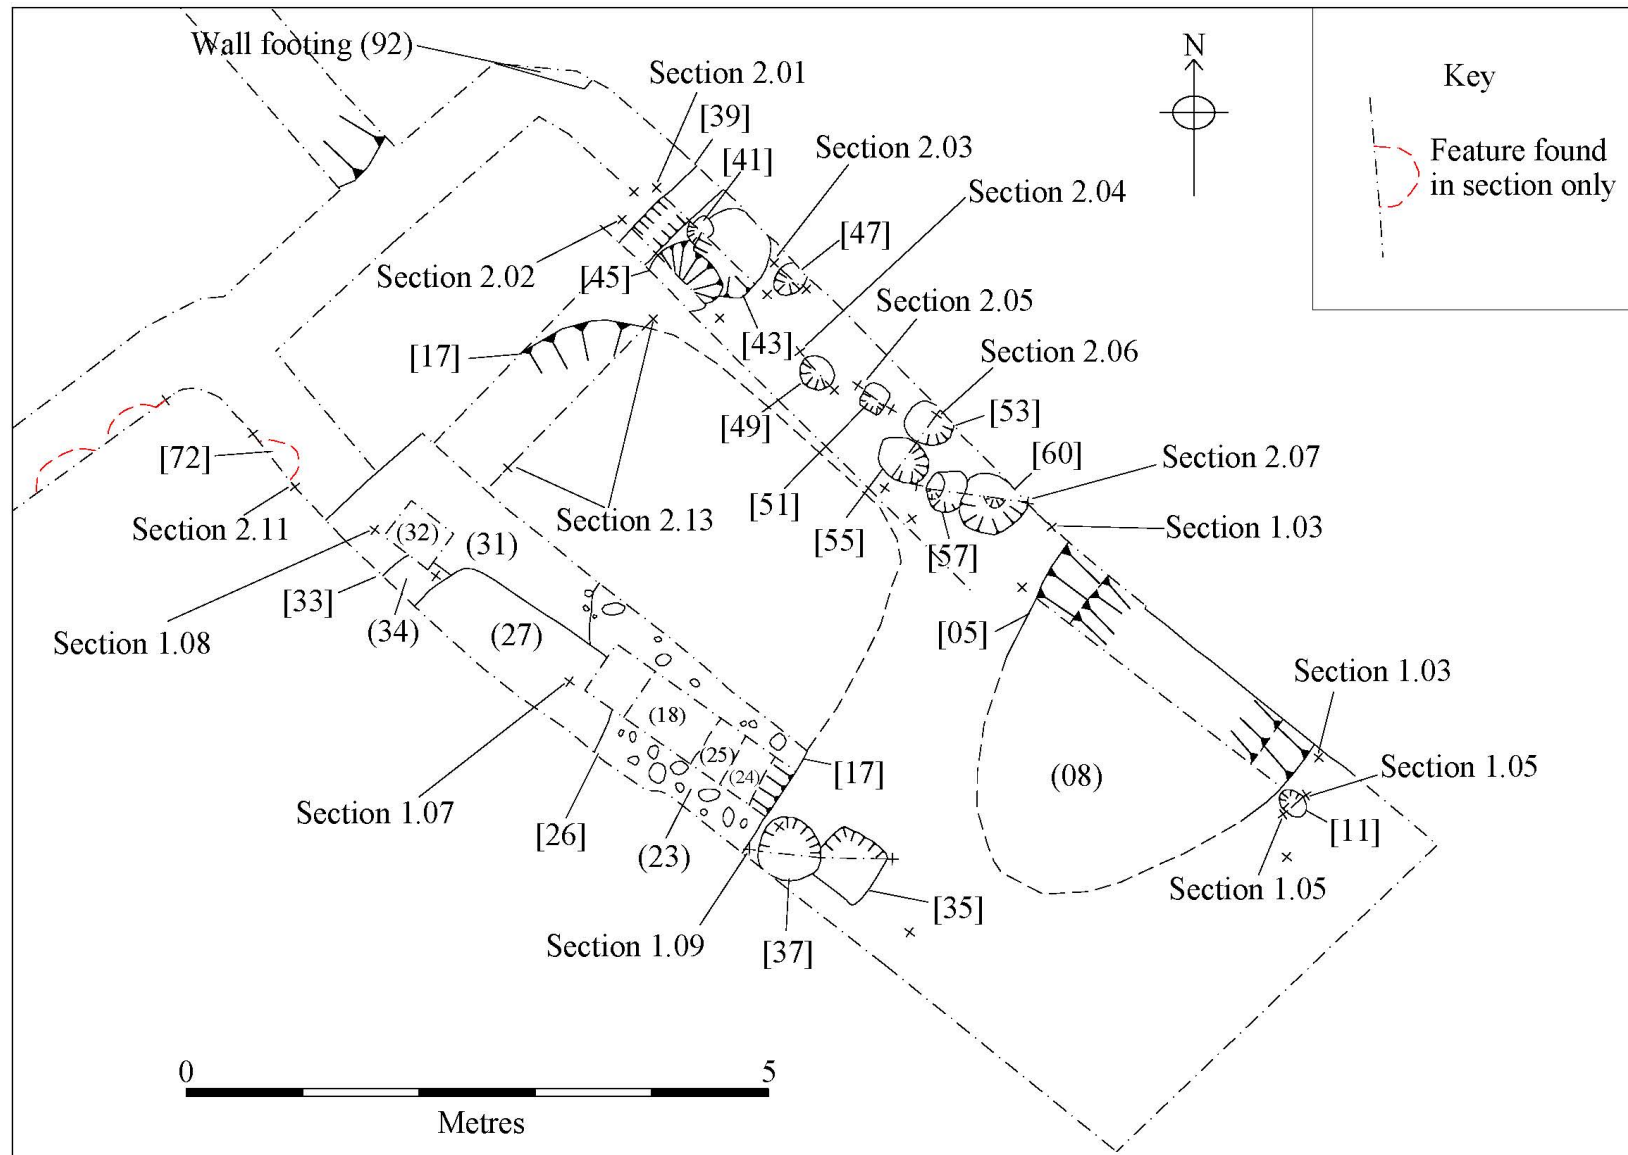 Wall footing (92)
Section 2.01
N
Key
[39]
[41]
Section 2.03
Feature found
in section only
Section 2.04
[47]
Section 2.02
[45]
Section 2.05
[17]
[43]
Section 2.06
[49]
[53]
[72]
[60]
Section 2.07
[51]
Section 2.11
Section 2.13
(32)
(31)
[55]
[57]
Section 1.03
[33]
(34)
(27)
[05]
Section 1.08
Section 1.03
(18)
(25)
(24)
[17]
(08)
Section 1.05
Section 1.07
[26]
(23)
[11]
Section 1.05
[35]
Section 1.09
[37]
0
5
Metres